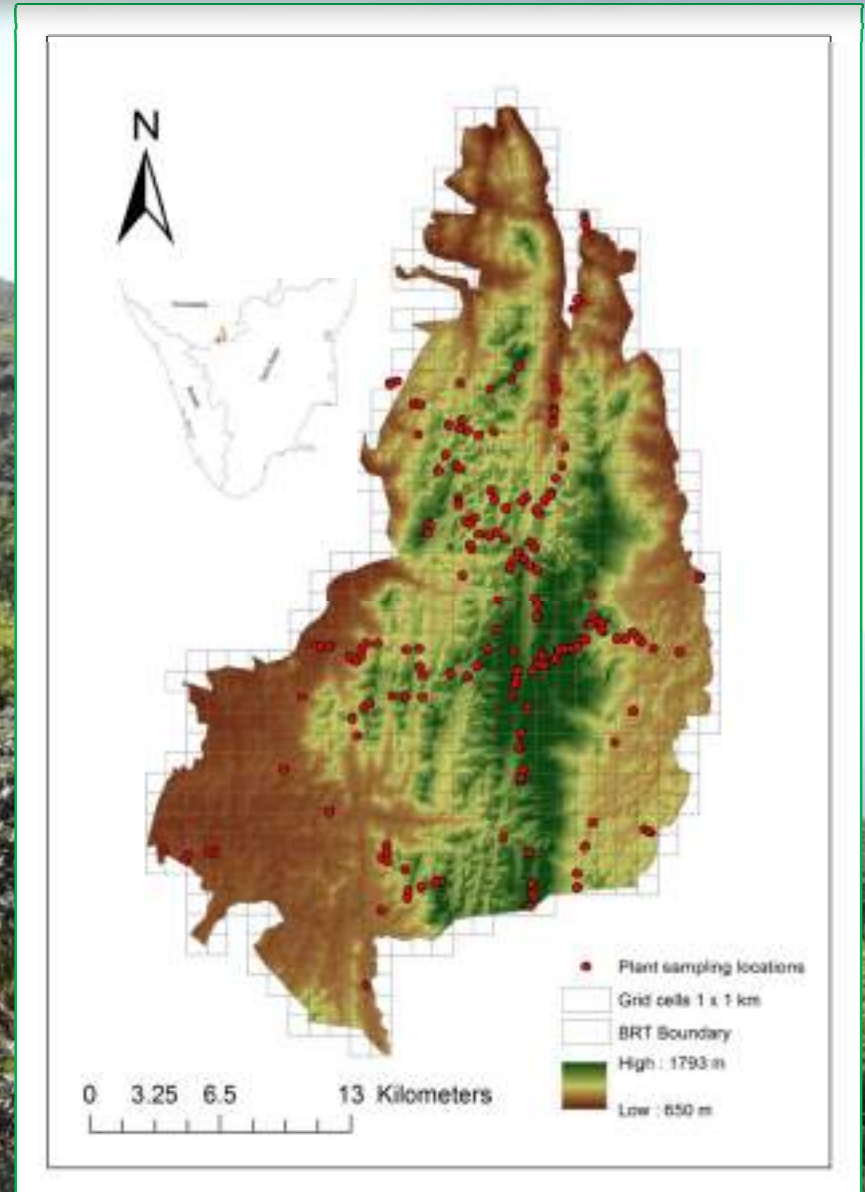 N
Plant sampling locations
Grid cells 1 x 1 km
BRT Boundary
High : 1793 m
Low : 650 m
0 3.25 6.5 13 Kilometers